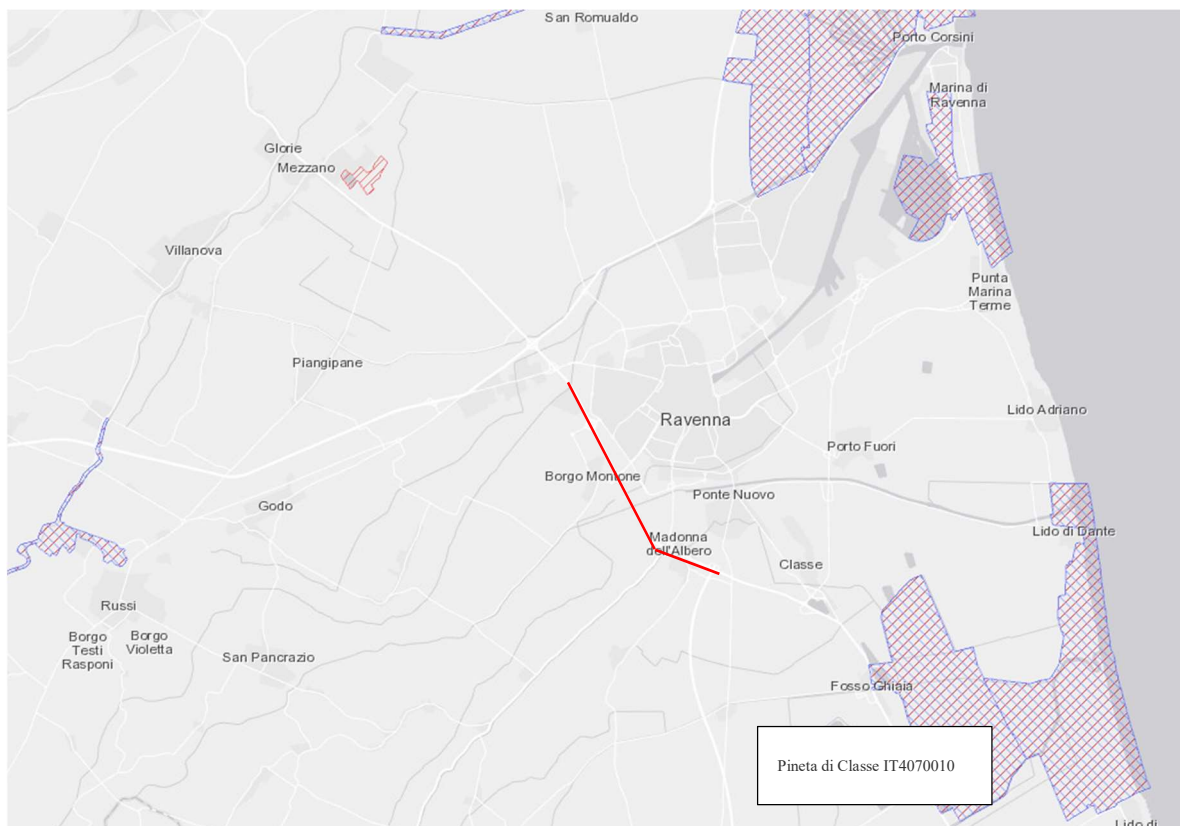 San Romualdo
Porto Corsini
Marina di
Ravenna
Glorie
Mezzano
Villanova
Punta
Marina
Terme
Piangipane
Lido Adriano
Ravenna
Porto Fuori
Borgo Montone
Ponte Nuovo
Godo
Lido di Dante
Madonna
dell'Albero
Classe
Russi
Borgo
Testi
Rasponi
Borgo
Violetta
San Pancrazio
Fosso Ghiaia
Pineta di Classe IT4070010
Lido di